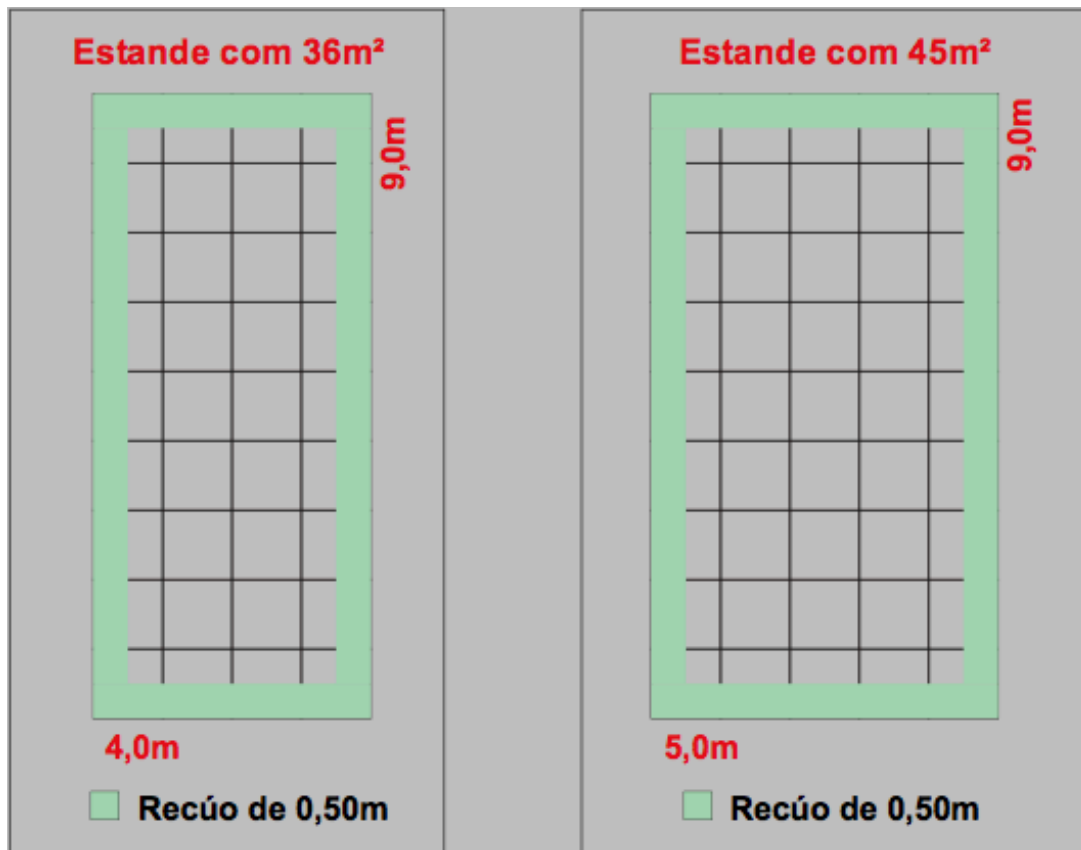 Estande com 36m²
9,0m
4,0m
Recúo de 0,50m
Estande com 45m²
9,0m
5,0m
Recúo de 0,50m